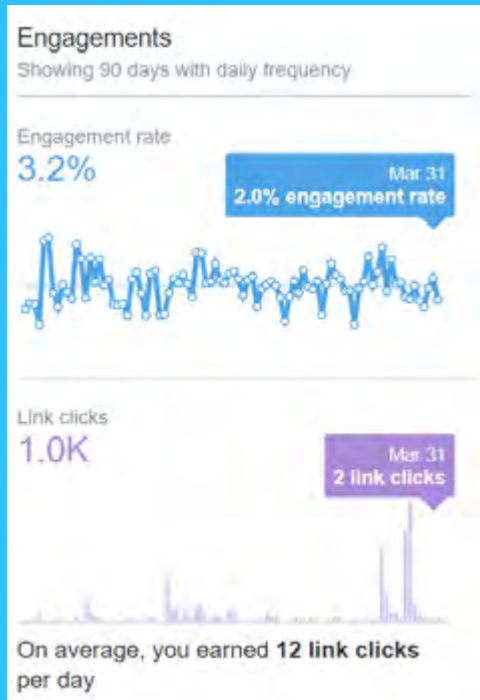 Engagements
Showing 90 days with daily frequency
Engagement rate
3.2%
Mar 31
2.0% engagement rate
Link clicks
1.0K
Mar 31
2 link clicks
On average, you earned 12 link clicks
per day